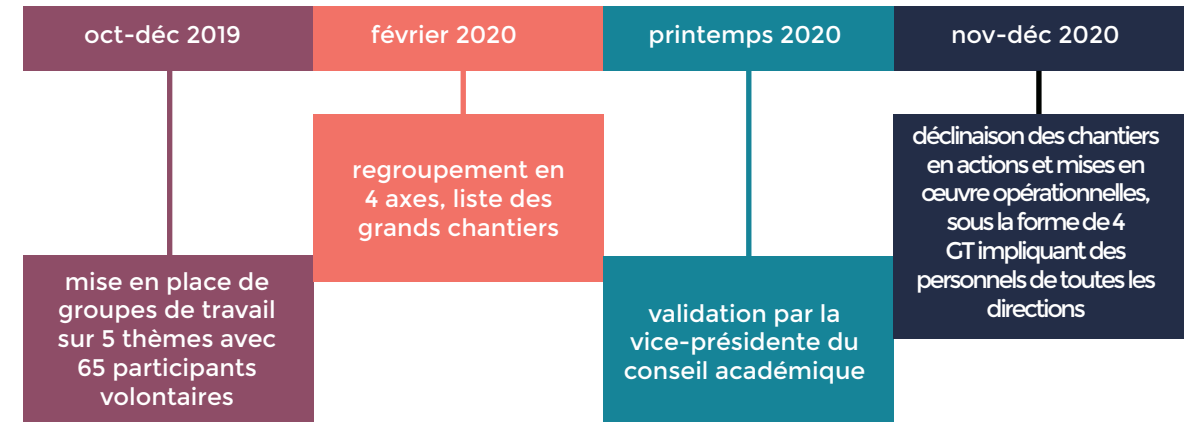 oct-déc 2019
février 2020
printemps 2020
nov-déc 2020
mise en place de
groupes de travail
sur 5 thèmes avec
65 participants
volontaires
regroupement en
4 axes, liste des
grands chantiers
validation par la
vice-présidente du
conseil académique
déclinaison des chantiers
en actions et mises en
œuvre opérationnelles,
sous la forme de 4
GT impliquant des
personnels de toutes les
directions